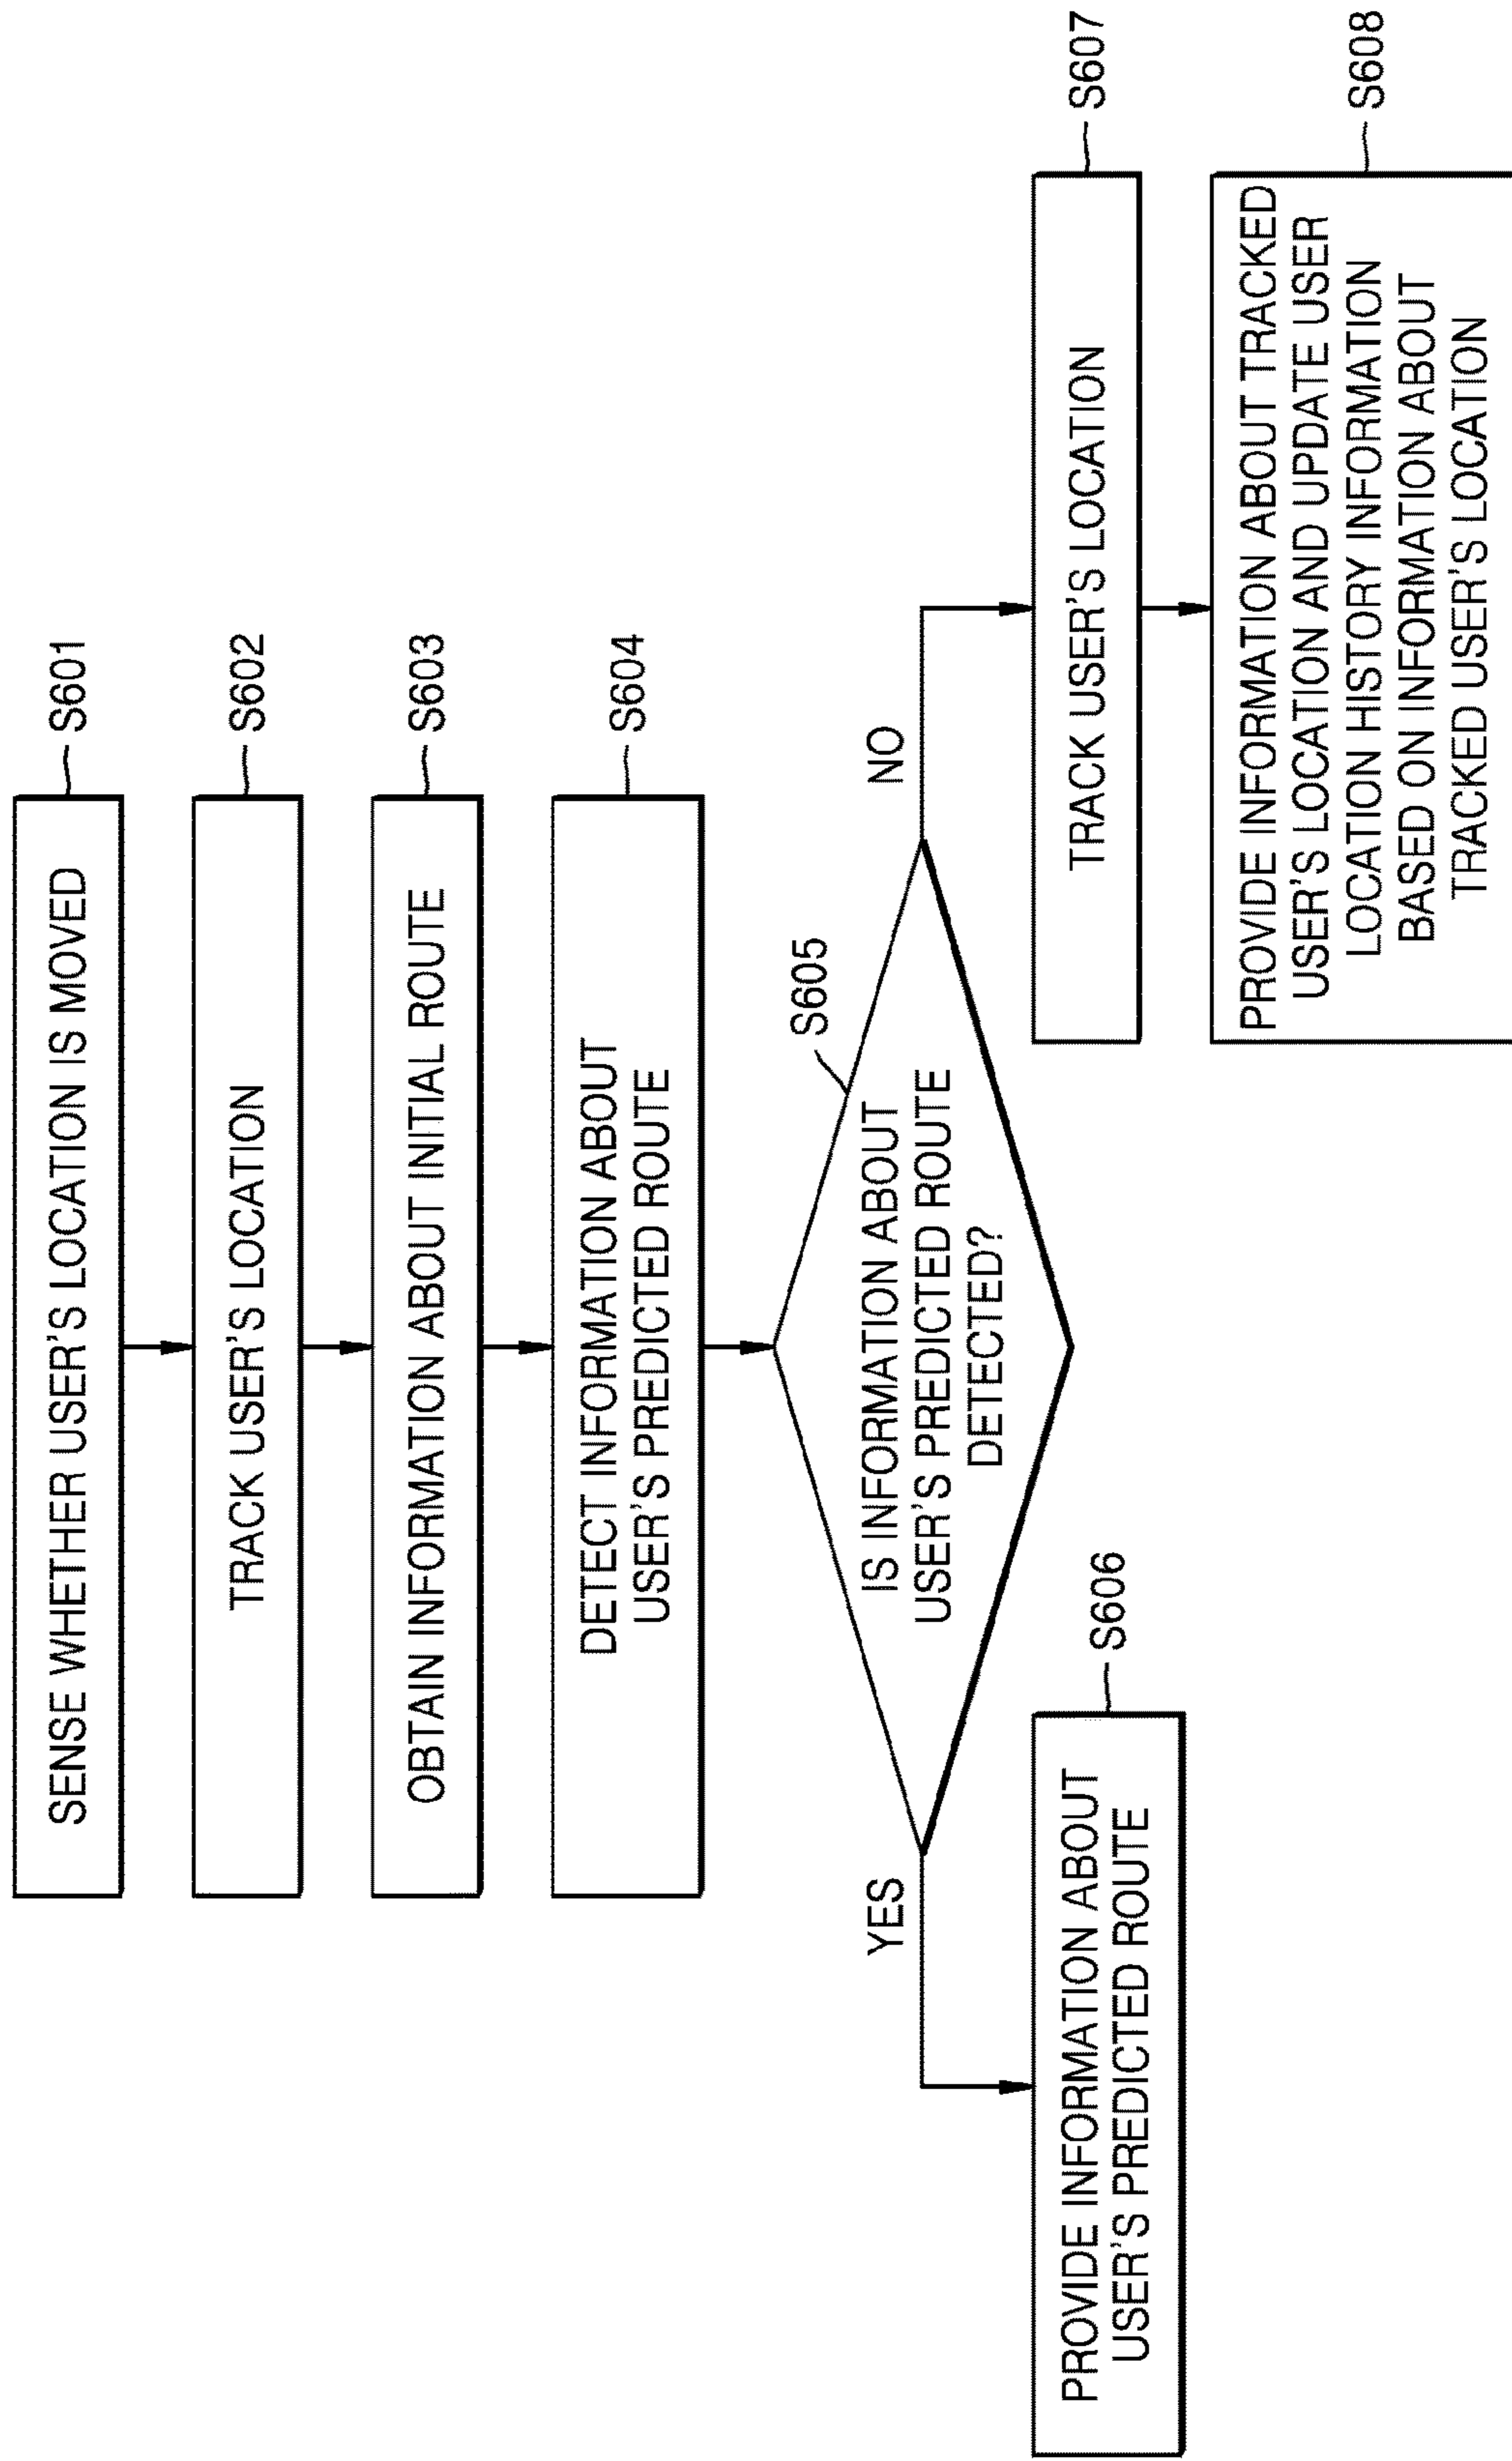 SENSE WHETHER USER'S LOCATION IS MOVED
S601
TRACK USER'S LOCATION
S602
OBTAIN INFORMATION ABOUT INITIAL ROUTE
S603
DETECT INFORMATION ABOUT
USER'S PREDICTED ROUTE
S604
S605
IS INFORMATION ABOUT
USER'S PREDICTED ROUTE
DETECTED?
YES
NO
PROVIDE INFORMATION ABOUT
USER'S PREDICTED ROUTE
S606
TRACK USER'S LOCATION
S607
PROVIDE INFORMATION ABOUT TRACKED
USER'S LOCATION AND UPDATE USER
LOCATION HISTORY INFORMATION
BASED ON INFORMATION ABOUT
TRACKED USER'S LOCATION
S608